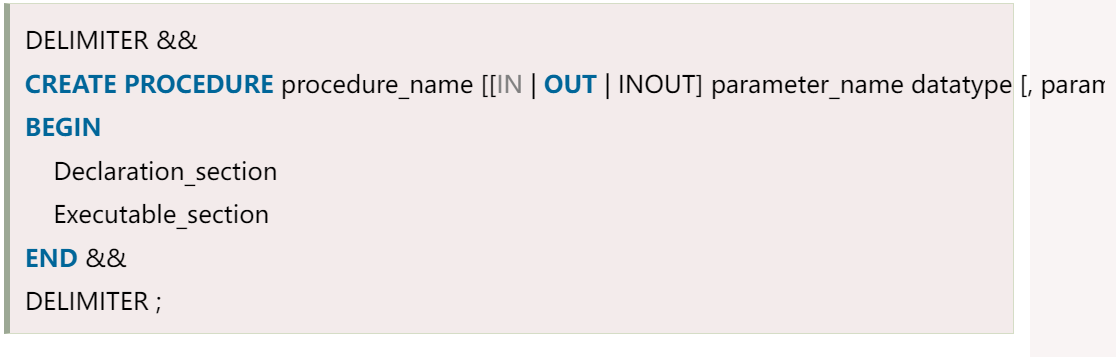 DELIMITER &&
CREATE PROCEDURE procedure_name [[IN | OUT | INOUT] parameter_name datatype [, param
BEGIN
Declaration_section
Executable_section
END &&
DELIMITER ;